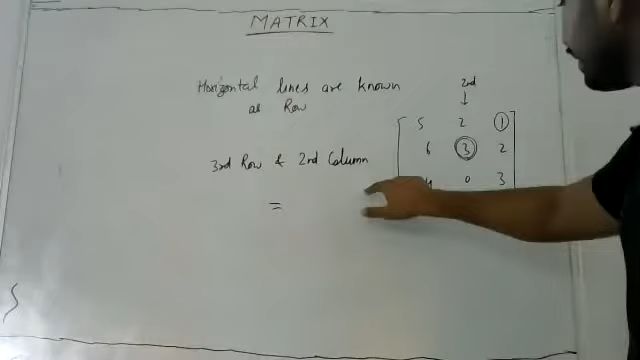 MATRIX
Horizontal lines are known
as Row
2nd
↓
5 2 1
6 3 2
4 0 3
3rd Row & 2nd Column
=